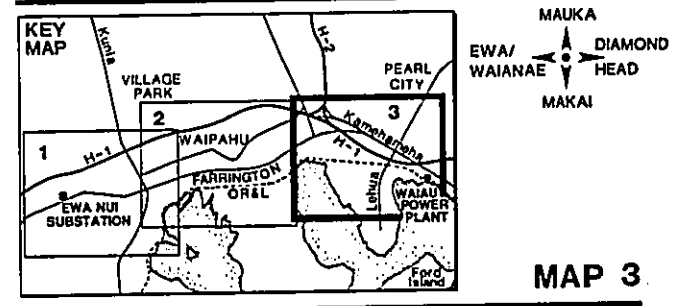 KEY
MAP
Kunia
H-2
PEARL
CITY
VILLAGE
PARK
1
2
3
WAIPAHU
Kamehameha
H-1
H-1
FARRINGTON
OR&L
EWA NUI
SUBSTATION
Lehua
WAIAU
POWER
PLANT
Ford
Island
MAUKA
EWA/
WAIANAE
DIAMOND
HEAD
MAKAI
MAP 3